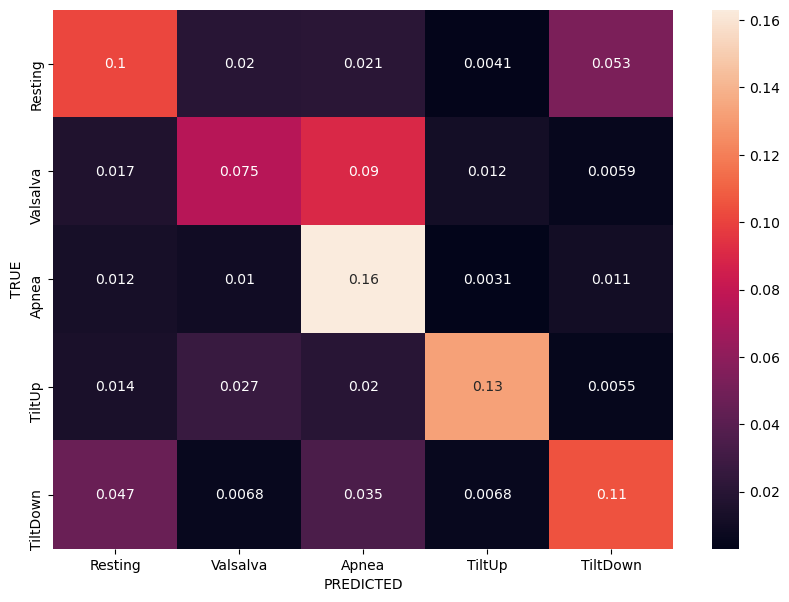 TRUE
Resting 0.1 0.02 0.021 0.0041 0.053
Valsalva 0.017 0.075 0.09 0.012 0.0059
Apnea 0.012 0.01 0.16 0.0031 0.011
TiltUp 0.014 0.027 0.02 0.13 0.0055
TiltDown 0.047 0.0068 0.035 0.0068 0.11
Resting Valsalva Apnea TiltUp TiltDown
PREDICTED
0.16
0.14
0.12
0.10
0.08
0.06
0.04
0.02